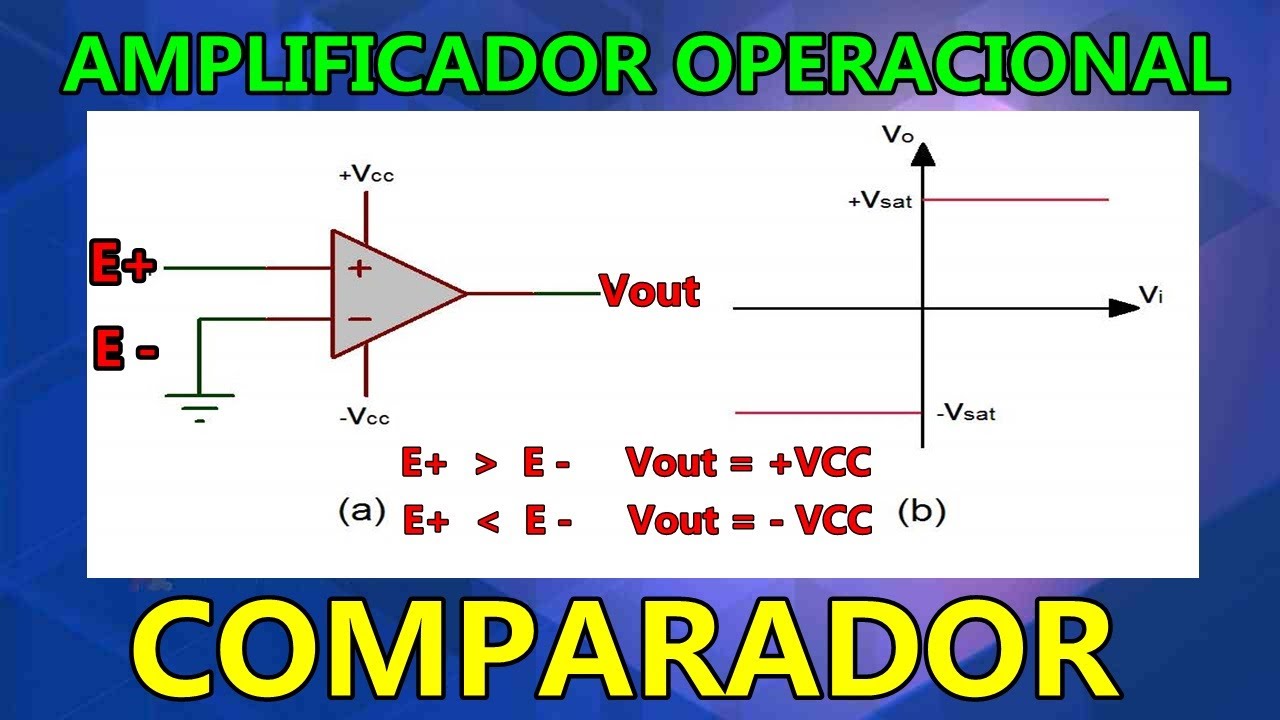 AMPLIFICADOR OPERACIONAL
+Vcc
E+
+
Vout
E -
−
-Vcc
Vo
+Vsat
Vi
-Vsat
E+ > E - Vout = +VCC
(a) E+ < E - Vout = - VCC (b)
COMPARADOR